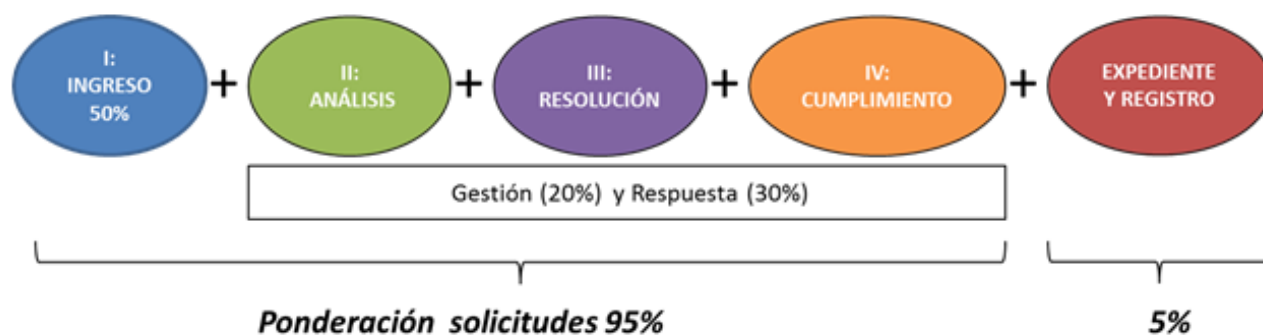 I:
INGRESO
50%
+
II:
ANÁLISIS
+
III:
RESOLUCIÓN
+
IV:
CUMPLIMIENTO
+
EXPEDIENTE
Y REGISTRO
Gestión (20%) y Respuesta (30%)
Ponderación solicitudes 95%
5%